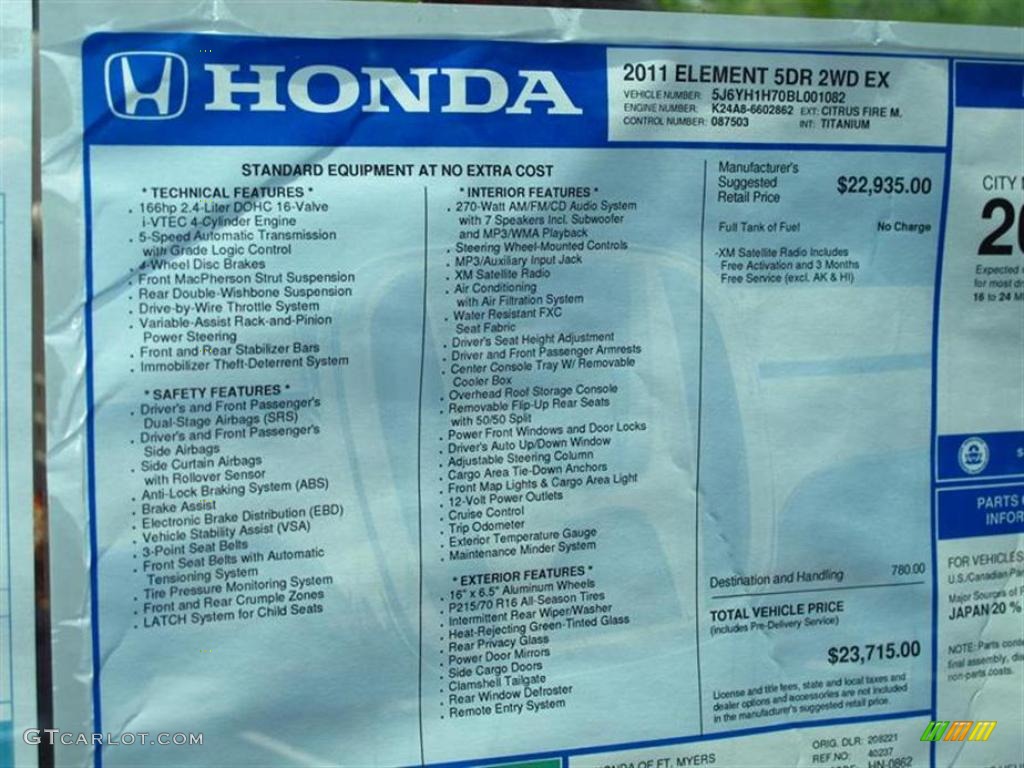 HONDA
2011 ELEMENT 5DR 2WD EX
VEHICLE NUMBER: 5J6YH1H70BL001082
ENGINE NUMBER: K24A8-6602862 EXT: CITRUS FIRE M.
CONTROL NUMBER: 087503 INT: TITANIUM
STANDARD EQUIPMENT AT NO EXTRA COST
* TECHNICAL FEATURES *
. 166hp 2.4-Liter DOHC 16-Valve
i-VTEC 4-Cylinder Engine
. 5-Speed Automatic Transmission
with Grade Logic Control
. 4-Wheel Disc Brakes
. Front MacPherson Strut Suspension
. Rear Double-Wishbone Suspension
. Drive-by-Wire Throttle System
. Variable-Assist Rack-and-Pinion
Power Steering
. Front and Rear Stabilizer Bars
. Immobilizer Theft-Deterrent System
* SAFETY FEATURES *
. Driver's and Front Passenger's
Dual-Stage Airbags (SRS)
. Driver's and Front Passenger's
Side Airbags
. Side Curtain Airbags
with Rollover Sensor
. Anti-Lock Braking System (ABS)
. Brake Assist
. Electronic Brake Distribution (EBD)
. Vehicle Stability Assist (VSA)
. 3-Point Seat Belts
. Front Seat Belts with Automatic
Tensioning System
. Tire Pressure Monitoring System
. Front and Rear Crumple Zones
. LATCH System for Child Seats
* INTERIOR FEATURES *
. 270-Watt AM/FM/CD Audio System
with 7 Speakers Incl. Subwoofer
and MP3/WMA Playback
. Steering Wheel-Mounted Controls
. MP3/Auxiliary Input Jack
. XM Satellite Radio
. Air Conditioning
with Air Filtration System
. Water Resistant FXC
Seat Fabric
. Driver's Seat Height Adjustment
. Driver and Front Passenger Armrests
. Center Console Tray W/ Removable
Cooler Box
. Overhead Roof Storage Console
. Removable Flip-Up Rear Seats
with 50/50 Split
. Power Front Windows and Door Locks
. Driver's Auto Up/Down Window
. Adjustable Steering Column
. Cargo Area Tie-Down Anchors
. Front Map Lights & Cargo Area Light
. 12-Volt Power Outlets
. Cruise Control
. Trip Odometer
. Exterior Temperature Gauge
. Maintenance Minder System
* EXTERIOR FEATURES *
. 16" x 6.5" Aluminum Wheels
. P215/70 R16 All-Season Tires
. Intermittent Rear Wiper/Washer
. Heat-Rejecting Green-Tinted Glass
. Rear Privacy Glass
. Power Door Mirrors
. Side Cargo Doors
. Clamshell Tailgate
. Rear Window Defroster
. Remote Entry System
Manufacturer's
Suggested
Retail Price $22,935.00
Full Tank of Fuel No Charge
-XM Satellite Radio Includes
Free Activation and 3 Months
Free Service (excl. AK & HI)
Destination and Handling 780.00
TOTAL VEHICLE PRICE
(includes Pre-Delivery Service)
$23,715.00
License and title fees, state and local taxes and
dealer options and accessories are not included
in the manufacturer's suggested retail price.
CITY
20
Expected
for most
16 to 24
PARTS
INFOR
FOR VEHICLES
U.S./Canadian
Major Sources of
JAPAN 20 %
NOTE: Parts
final assembly,
non-parts costs.
OF FT. MYERS
ORIG. DLR: 208221
REF.NO: 40237
HN-0862
GTCARLOT.COM